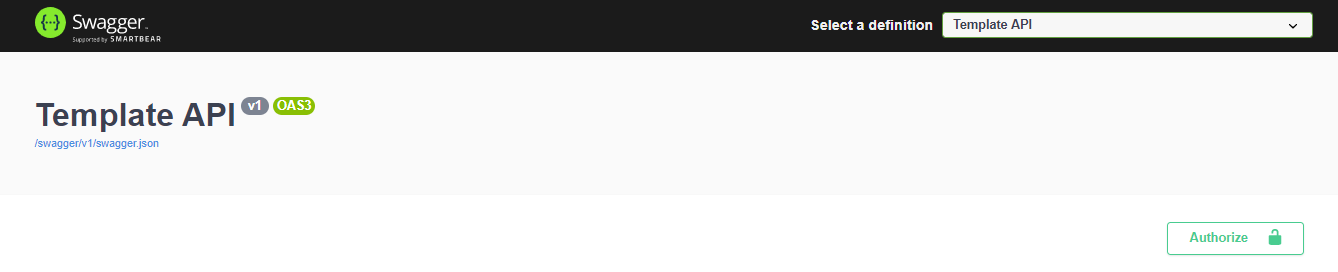 Swagger
Supported by SMARTBEAR
Select a definition
Template API
Template API v1 OAS3
/swagger/v1/swagger.json
Authorize